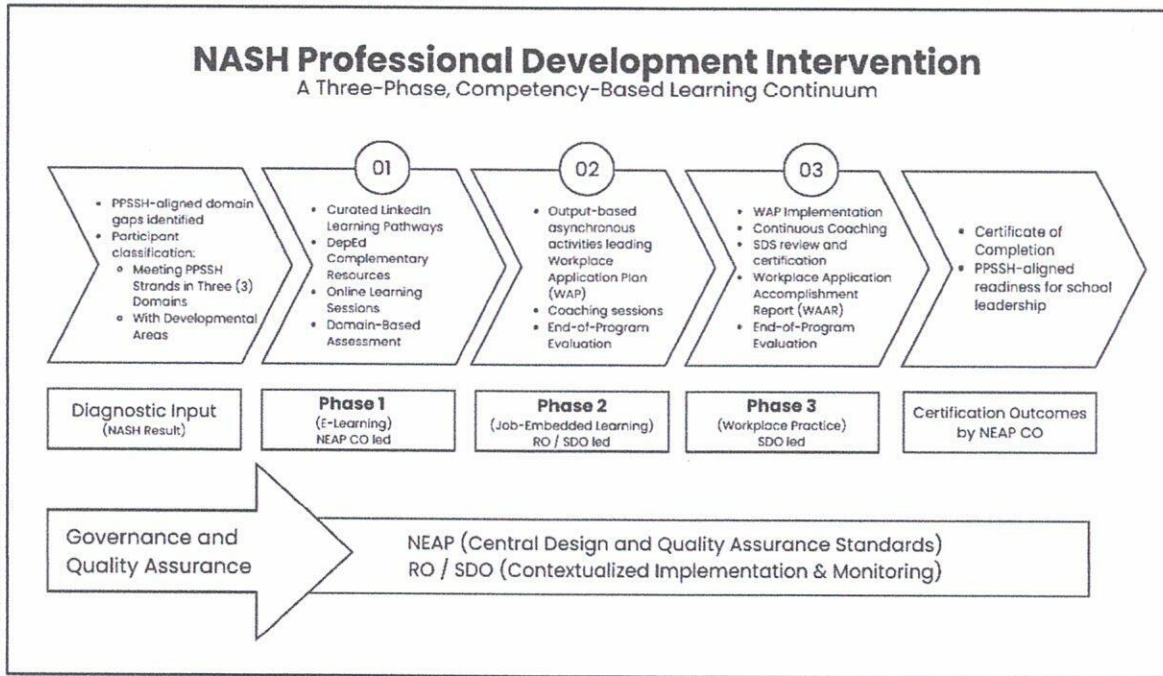 NASH Professional Development Intervention
A Three-Phase, Competency-Based Learning Continuum
• PPSSH-aligned domain
gaps identified
• Participant
classification:
o Meeting PPSSH
Strands in Three (3)
Domains
o With Developmental
Areas
01
• Curated LinkedIn
Learning Pathways
• DepEd
Complementary
Resources
• Online Learning
Sessions
• Domain-Based
Assessment
02
• Output-based
asynchronous
activities leading
Workplace
Application Plan
(WAP)
• Coaching sessions
• End-of-Program
Evaluation
03
• WAP Implementation
• Continuous Coaching
• SDS review and
certification
• Workplace Application
Accomplishment
Report (WAAR)
• End-of-Program
Evaluation
• Certificate of
Completion
• PPSSH-aligned
readiness for school
leadership
Diagnostic Input
(NASH Result)
Phase 1
(E-Learning)
NEAP CO led
Phase 2
(Job-Embedded Learning)
RO / SDO led
Phase 3
(Workplace Practice)
SDO led
Certification Outcomes
by NEAP CO
Governance and
Quality Assurance
NEAP (Central Design and Quality Assurance Standards)
RO / SDO (Contextualized Implementation & Monitoring)